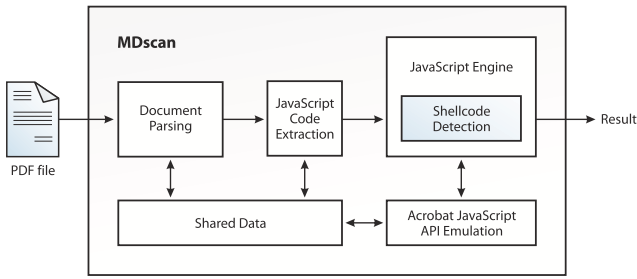 MDscan
JavaScript Engine
Document
Parsing
JavaScript
Code
Extraction
Shellcode
Detection
Result
PDF file
Shared Data
Acrobat JavaScript
API Emulation